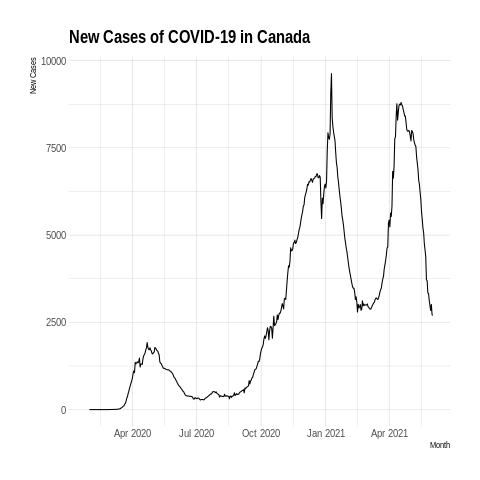 New Cases of COVID-19 in Canada
New Cases
10000
7500
5000
2500
0
Apr 2020 Jul 2020 Oct 2020 Jan 2021 Apr 2021
Month